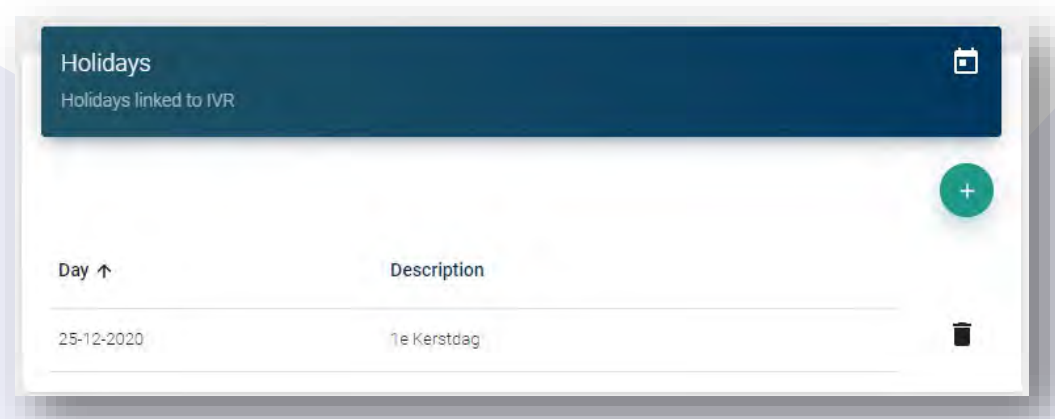 Holidays
Holidays linked to IVR
Day ↑ Description
25-12-2020 1e Kerstdag